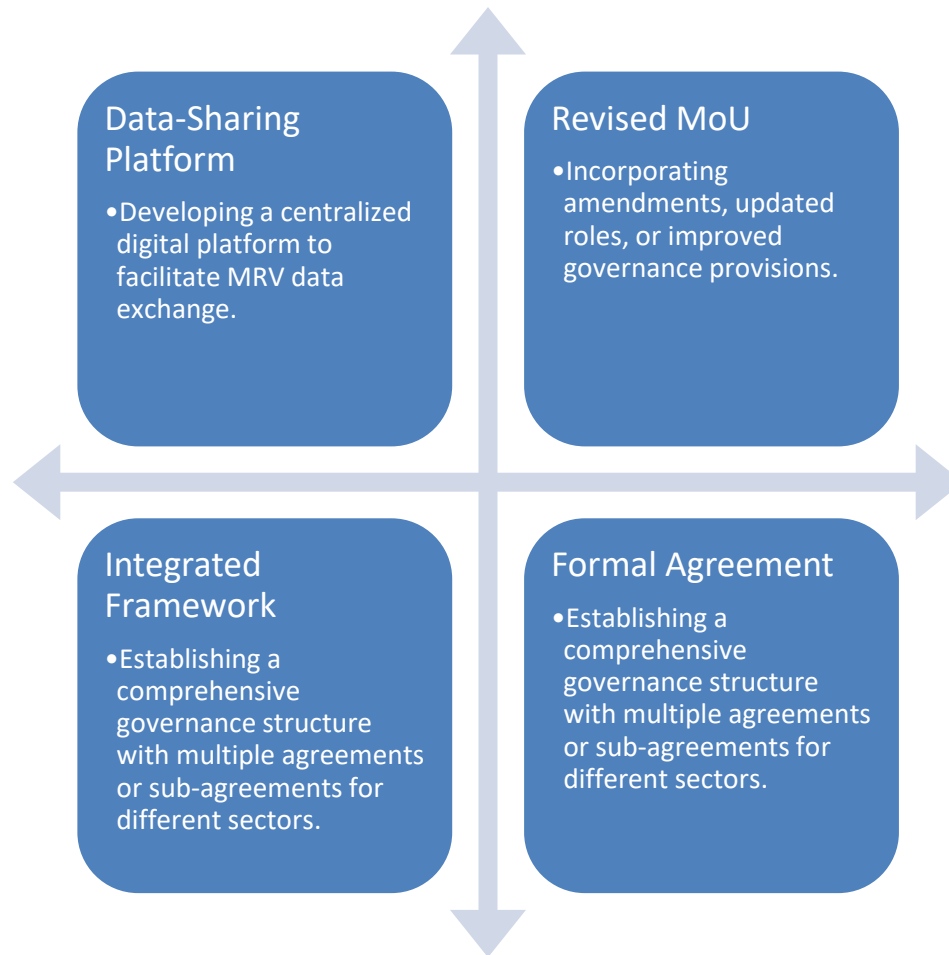 Data-Sharing
Platform
•Developing a centralized
digital platform to
facilitate MRV data
exchange.
Revised MoU
•Incorporating
amendments, updated
roles, or improved
governance provisions.
Integrated
Framework
•Establishing a
comprehensive
governance structure
with multiple agreements
or sub-agreements for
different sectors.
Formal Agreement
•Establishing a
comprehensive
governance structure
with multiple agreements
or sub-agreements for
different sectors.